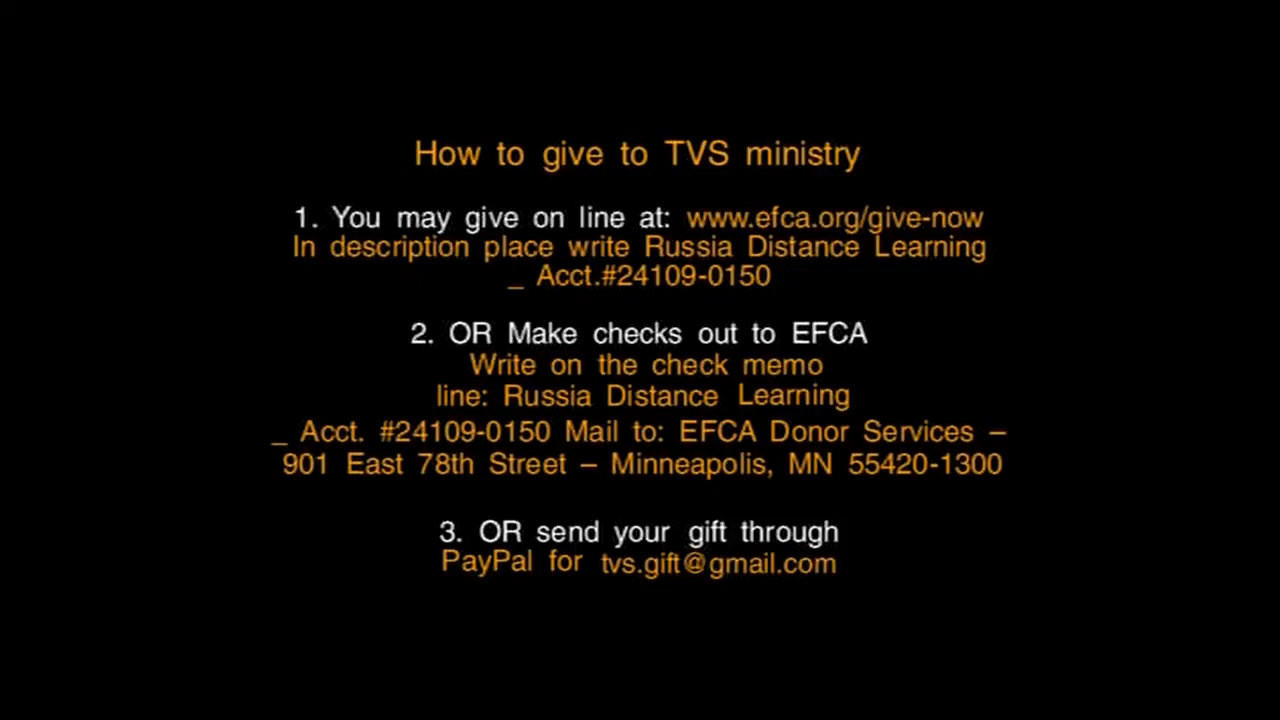 How to give to TVS ministry
1. You may give on line at: www.efca.org/give-now
In description place write Russia Distance Learning
_ Acct.#24109-0150
2. OR Make checks out to EFCA
Write on the check memo
line: Russia Distance Learning
_ Acct. #24109-0150 Mail to: EFCA Donor Services –
901 East 78th Street – Minneapolis, MN 55420-1300
3. OR send your gift through
PayPal for tvs.gift@gmail.com